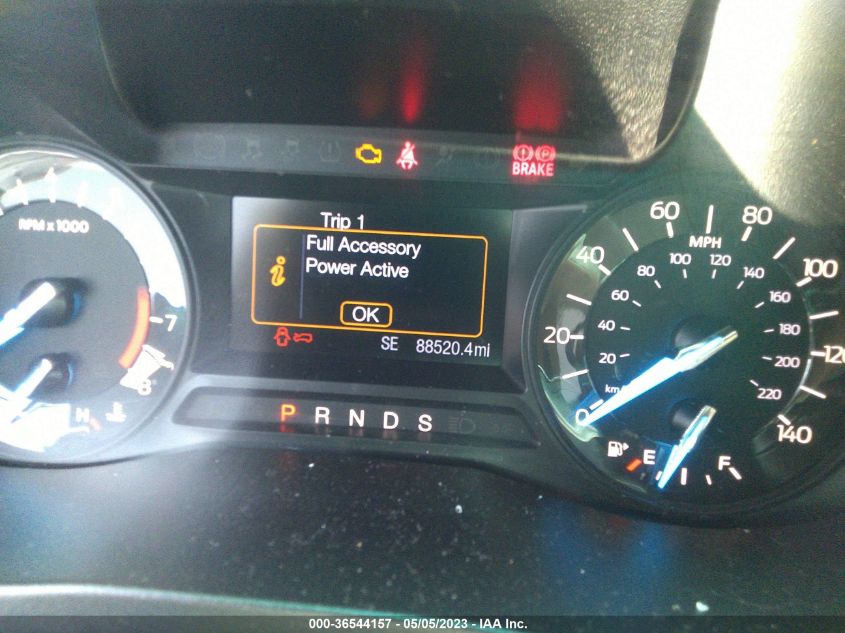 BRAKE
Trip 1
Full Accessory
Power Active
i
OK
SE 88520.4 mi
P R N D S
RPM x 1000
7
8
H
0 20 40 60 80 100 120 140
MPH
20 40 60 80 100 120 140 160 180 200 220
km/
E F
000-36544157 - 05/05/2023 - IAA Inc.